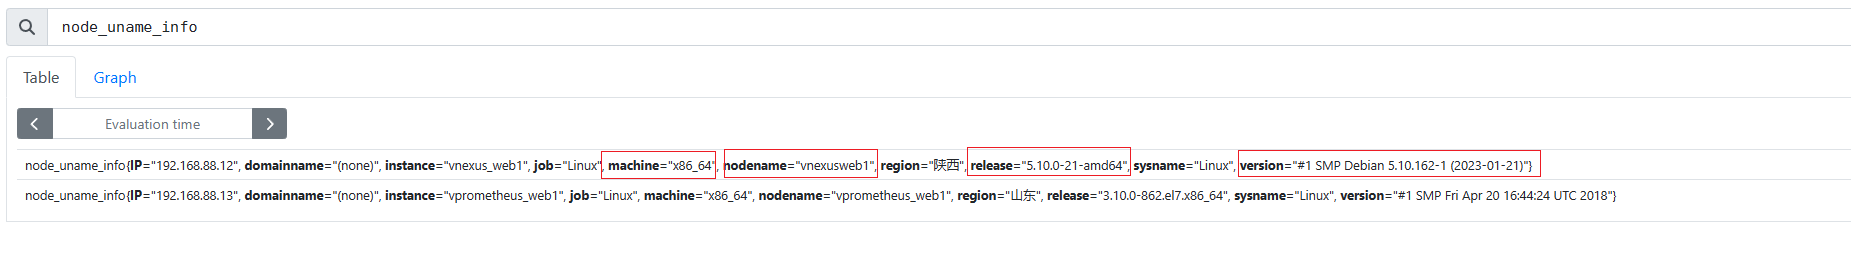 node_uname_info
Table Graph
Evaluation time
node_uname_info{IP="192.168.88.12", domainname="(none)", instance="vnexus_web1", job="Linux", machine="x86_64", nodename="vnexusweb1", region="陕西", release="5.10.0-21-amd64", sysname="Linux", version="#1 SMP Debian 5.10.162-1 (2023-01-21)"}
node_uname_info{IP="192.168.88.13", domainname="(none)", instance="vprometheus_web1", job="Linux", machine="x86_64", nodename="vprometheus_web1", region="山东", release="3.10.0-862.el7.x86_64", sysname="Linux", version="#1 SMP Fri Apr 20 16:44:24 UTC 2018"}